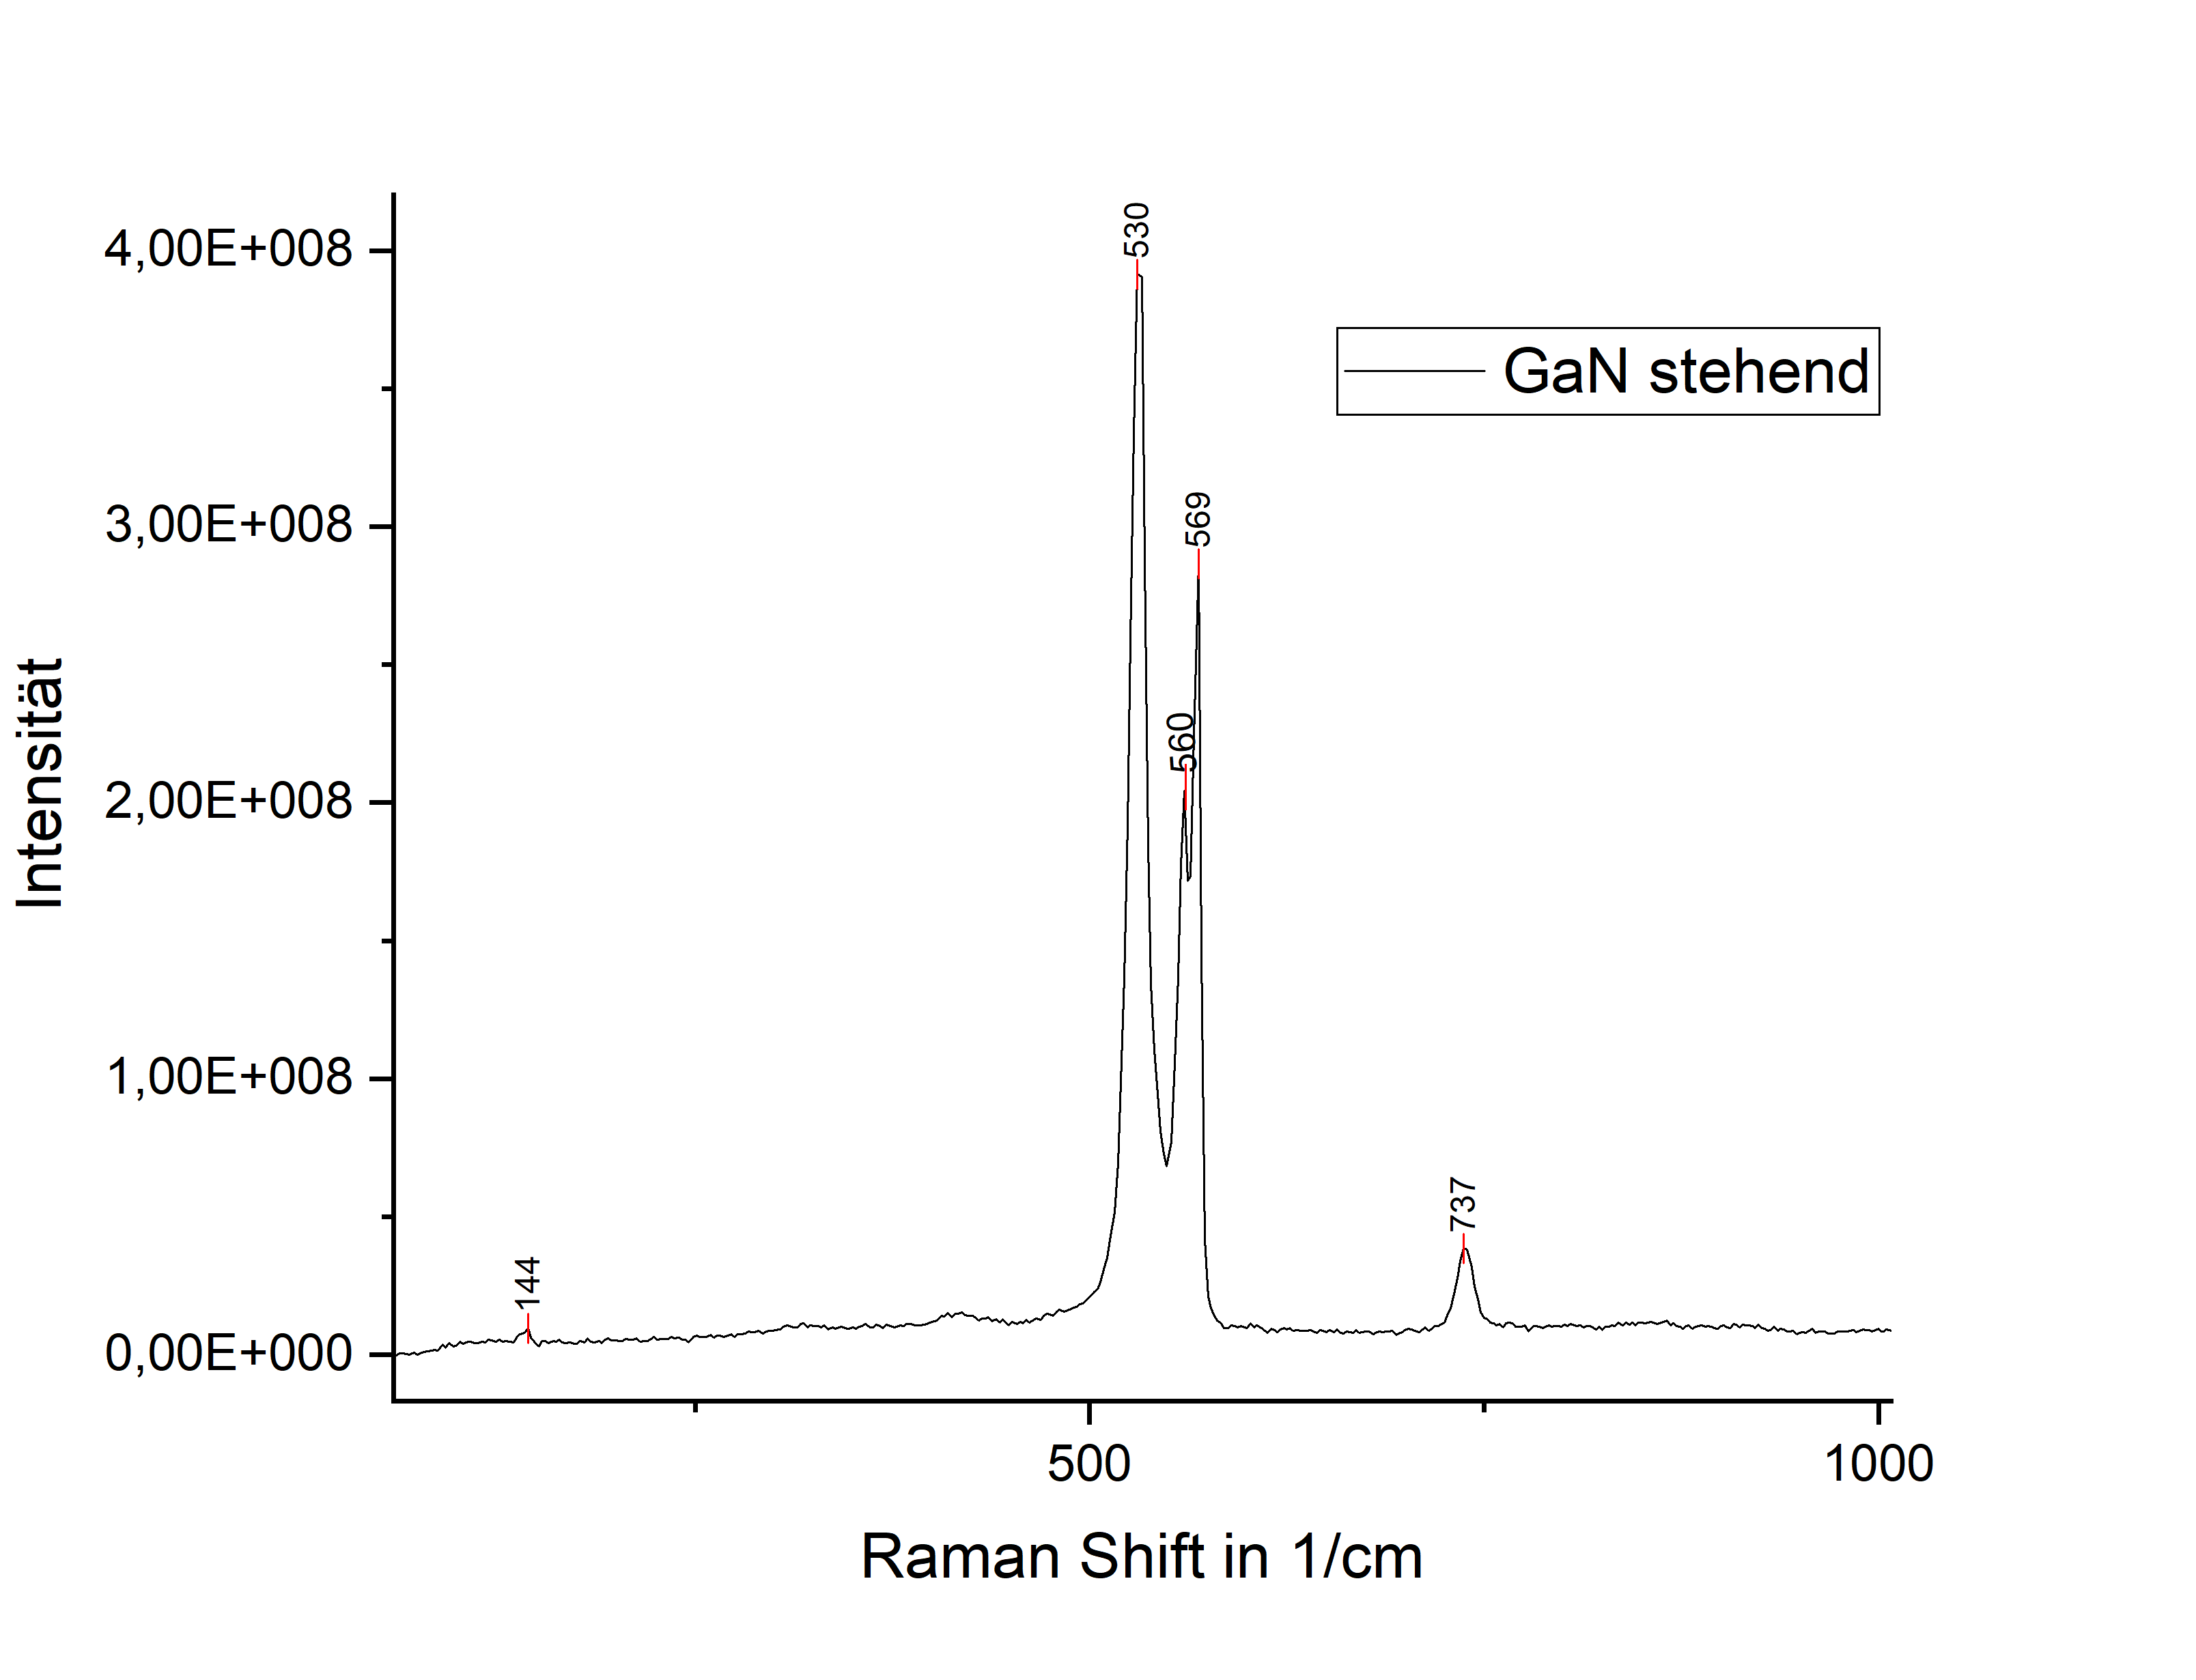 530
4,00E+008
GaN stehend
569
3,00E+008
560
2,00E+008
Intensität
1,00E+008
737
144
0,00E+000
500
1000
Raman Shift in 1/cm